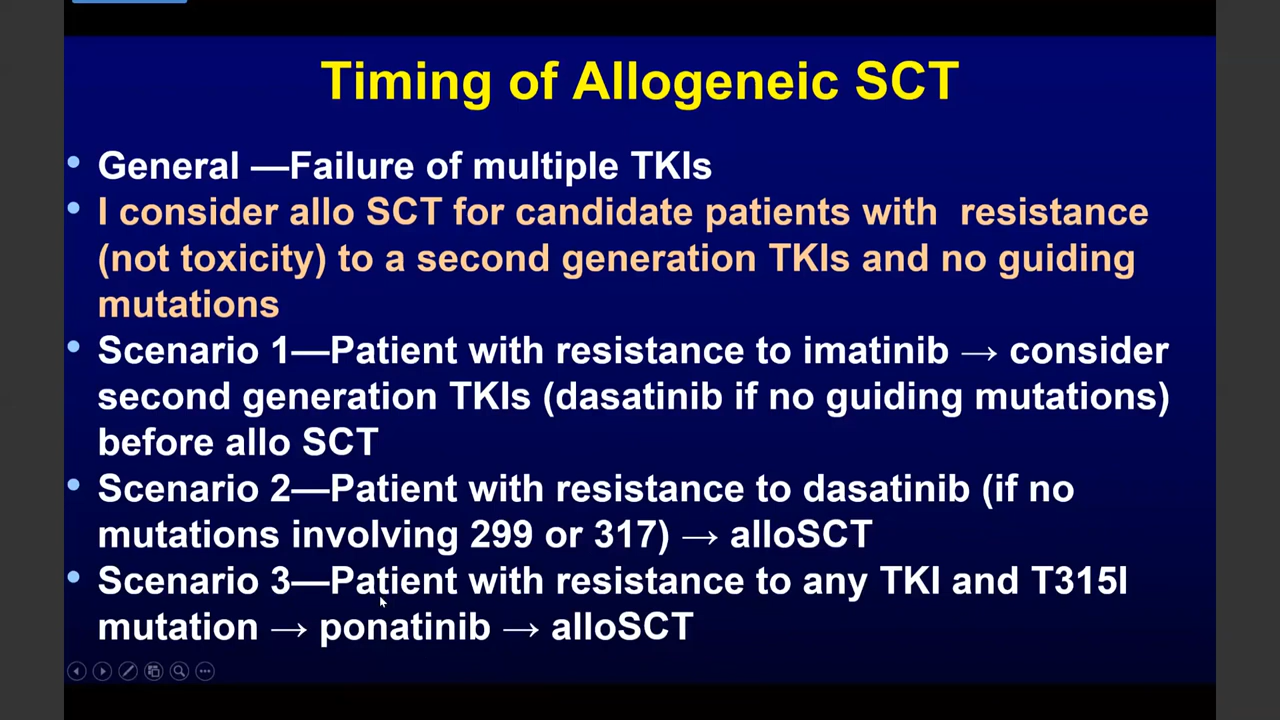 Timing of Allogeneic SCT
• General —Failure of multiple TKIs
• I consider allo SCT for candidate patients with  resistance
(not toxicity) to a second generation TKIs and no guiding
mutations
• Scenario 1—Patient with resistance to imatinib → consider
second generation TKIs (dasatinib if no guiding mutations)
before allo SCT
• Scenario 2—Patient with resistance to dasatinib (if no
mutations involving 299 or 317) → alloSCT
• Scenario 3—Patient with resistance to any TKI and T315I
mutation → ponatinib → alloSCT